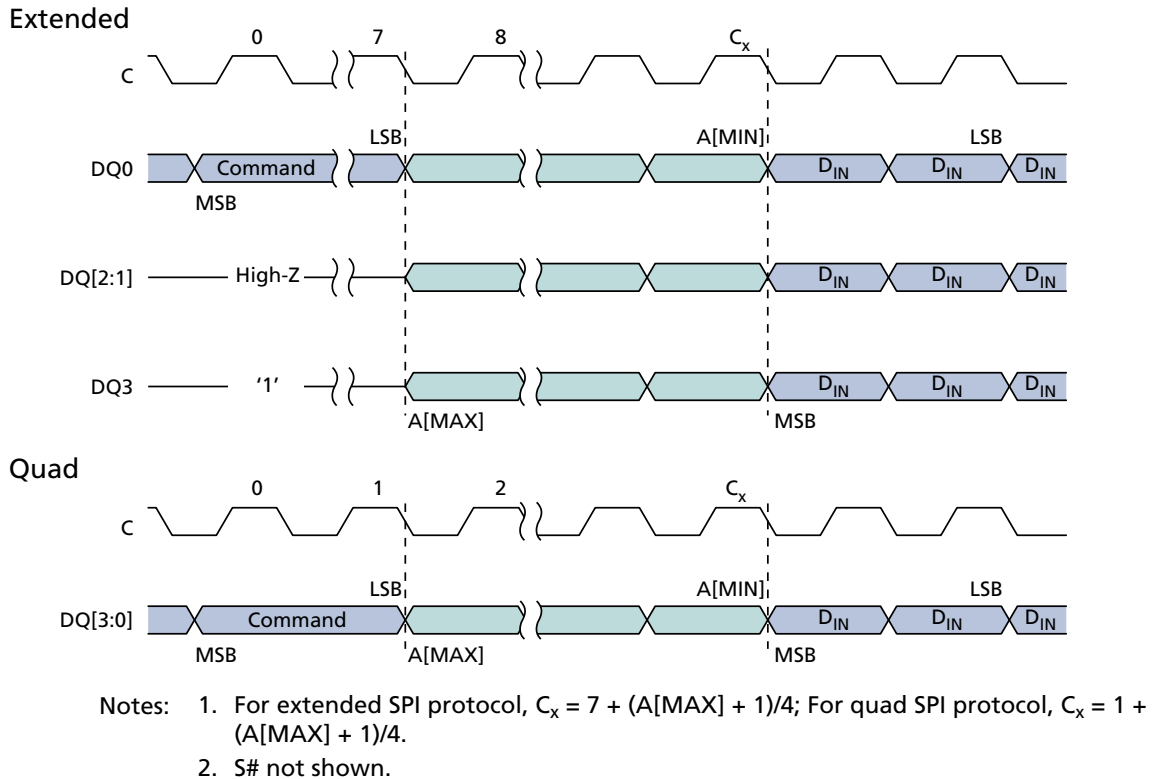 Extended
0 7 8 Cx
C
LSB A[MIN] LSB
DQ0 Command DIN DIN DIN
MSB
DQ[2:1] High-Z DIN DIN DIN
DQ3 '1' DIN DIN DIN
A[MAX] MSB
Quad
0 1 2 Cx
C
LSB A[MIN] LSB
DQ[3:0] Command DIN DIN DIN
MSB A[MAX] MSB
Notes: 1. For extended SPI protocol, Cx = 7 + (A[MAX] + 1)/4; For quad SPI protocol, Cx = 1 +
(A[MAX] + 1)/4.
2. S# not shown.